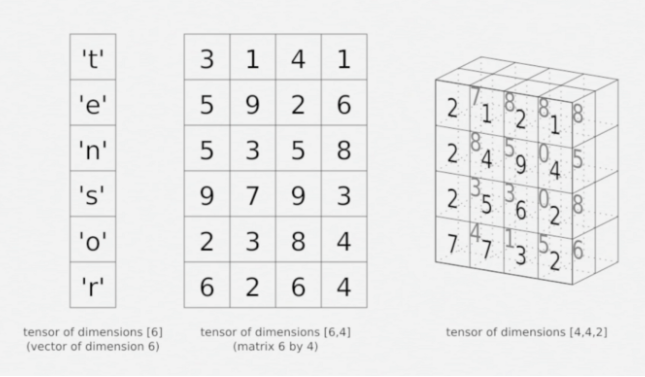 't'
'e'
'n'
's'
'o'
'r'
tensor of dimensions [6]
(vector of dimension 6)
3 1 4 1
5 9 2 6
5 3 5 8
9 7 9 3
2 3 8 4
6 2 6 4
tensor of dimensions [6,4]
(matrix 6 by 4)
2 7 1 8 2 8 1 8
2 8 4 5 9 0 4 5
2 3 5 3 6 0 2 8
7 4 7 1 3 5 2 6
tensor of dimensions [4,4,2]